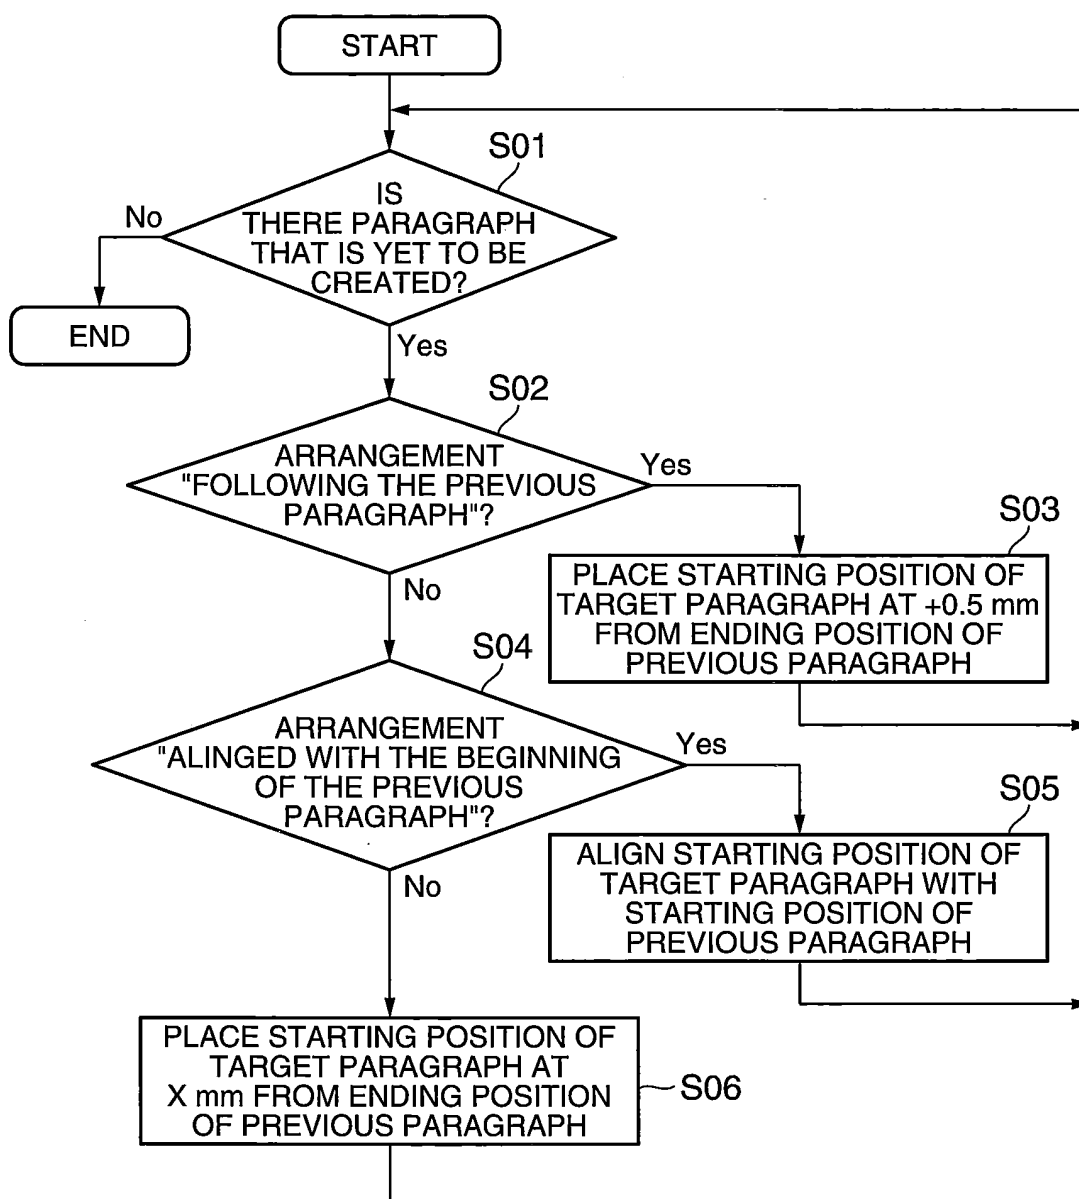 START
S01
IS
THERE PARAGRAPH
THAT IS YET TO BE
CREATED?
No
END
Yes
S02
ARRANGEMENT
"FOLLOWING THE PREVIOUS
PARAGRAPH"?
Yes
No
S03
PLACE STARTING POSITION OF
TARGET PARAGRAPH AT +0.5 mm
FROM ENDING POSITION OF
PREVIOUS PARAGRAPH
S04
ARRANGEMENT
"ALINGED WITH THE BEGINNING
OF THE PREVIOUS
PARAGRAPH"?
Yes
No
S05
ALIGN STARTING POSITION OF
TARGET PARAGRAPH WITH
STARTING POSITION OF
PREVIOUS PARAGRAPH
PLACE STARTING POSITION OF
TARGET PARAGRAPH AT
X mm FROM ENDING POSITION
OF PREVIOUS PARAGRAPH
S06